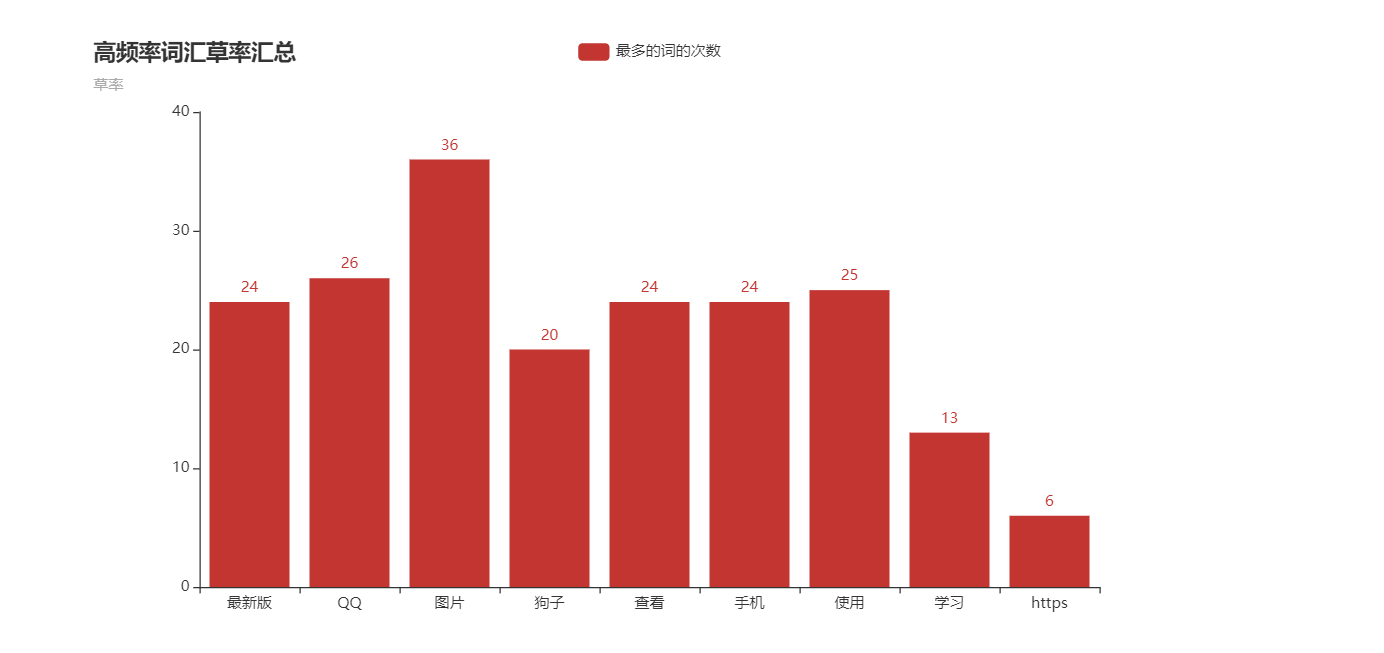 高频率词汇草率汇总
草率
最多的词的次数
40
30
20
10
0
24
26
36
20
24
24
25
13
6
最新版
QQ
图片
狗子
查看
手机
使用
学习
https